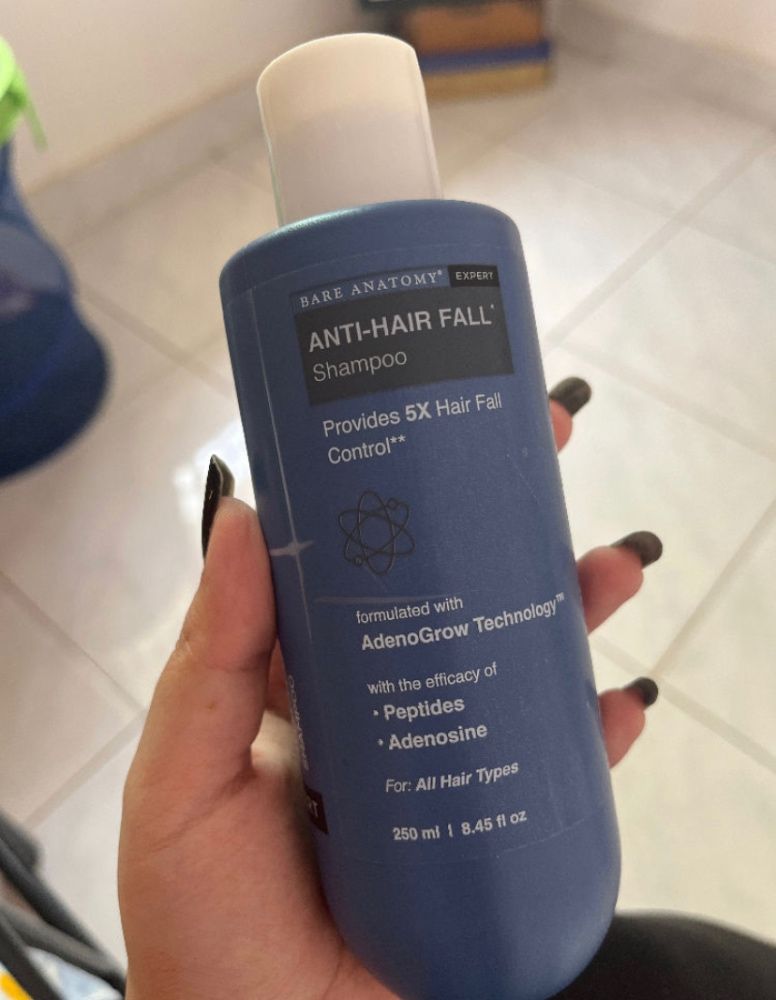 BARE ANATOMY® EXPERT
ANTI-HAIR FALL*
Shampoo
Provides 5X Hair Fall
Control**
formulated with
AdenoGrow Technology™
with the efficacy of
• Peptides
• Adenosine
For: All Hair Types
250 ml | 8.45 fl oz